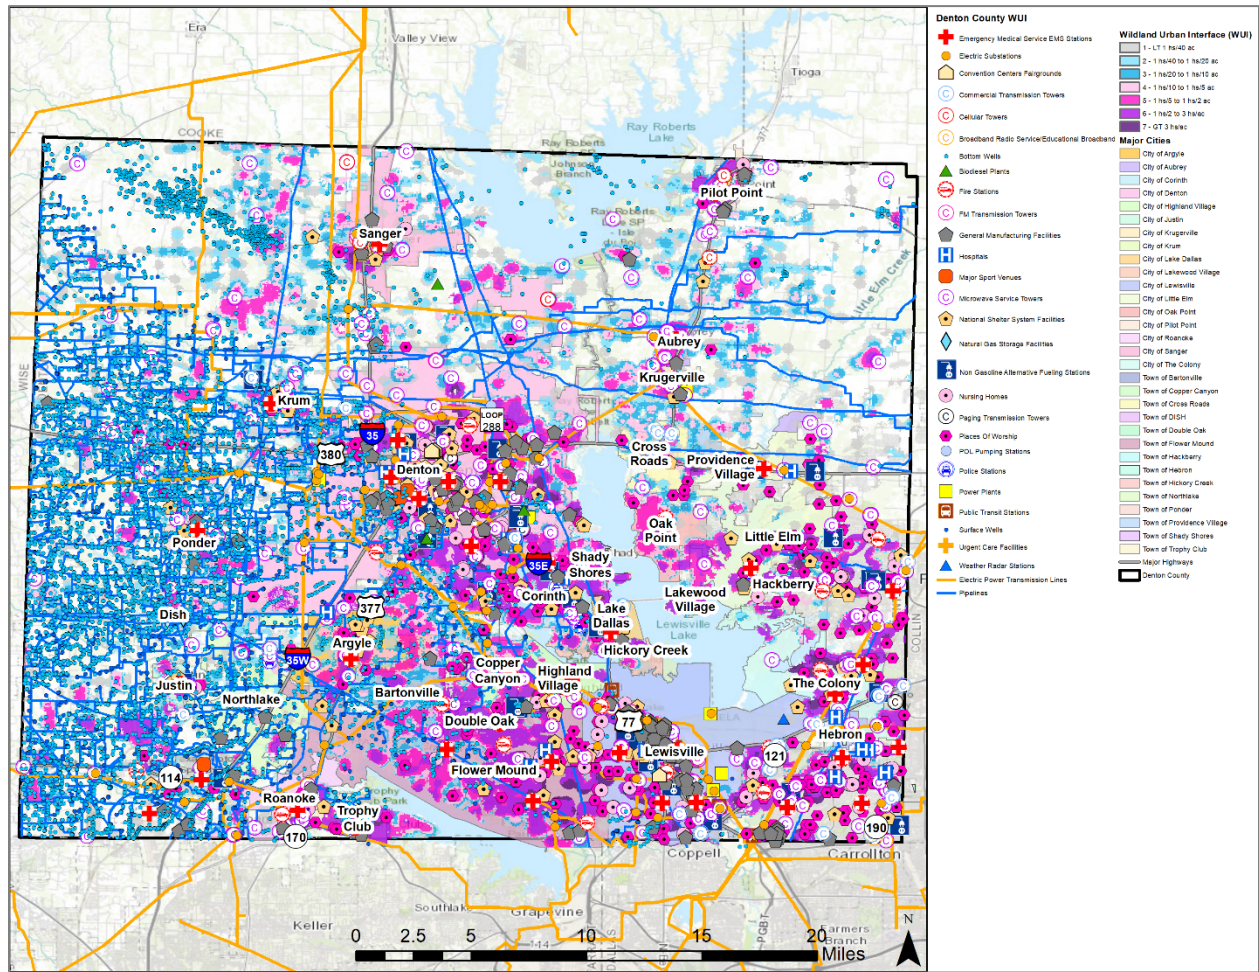 Era
Valley View
Tioga
COOKE
377
Ray Roberts
Lake
Ray Roberts
Johnson
Branch
Pilot Point
Sanger
Little Elm Creek
Aubrey
Krugerville
WISE
Krum
LOOP
288
35
380
Denton
Cross
Roads
Providence
Village
Ponder
Oak
Point
Little Elm
35E
Shady
Shores
Hackberry
Corinth
Lakewood
Village
Dish
377
Lake
Dallas
Lewisville
Lake
COLLIN
Argyle
Hickory Creek
35W
Copper
Canyon
Highland
Village
Justin
The Colony
Northlake
Bartonville
Double Oak
77
Hebron
Lewisville
121
114
Flower Mound
Roanoke
Trophy
Club
170
190
Coppell
Carrollton
Southlake
Grapevine
Keller
114
DALLAS
PGBT
Farmers
Branch
N
0 2.5 5 10 15 20
Miles
Denton County WUI
Emergency Medical Service EMS Stations
Electric Substations
Convention Centers Fairgrounds
Commercial Transmission Towers
Cellular Towers
Broadband Radio Service/Educational Broadband
Bottom Wells
Biodiesel Plants
Fire Stations
FM Transmission Towers
General Manufacturing Facilities
Hospitals
Major Sport Venues
Microwave Service Towers
National Shelter System Facilities
Natural Gas Storage Facilities
Non Gasoline Alternative Fueling Stations
Nursing Homes
Paging Transmission Towers
Places Of Worship
POL Pumping Stations
Police Stations
Power Plants
Public Transit Stations
Surface Wells
Urgent Care Facilities
Weather Radar Stations
Electric Power Transmission Lines
Pipelines
Wildland Urban Interface (WUI)
1 - LT 1 hs/40 ac
2 - 1 hs/40 to 1 hs/20 ac
3 - 1 hs/20 to 1 hs/10 ac
4 - 1 hs/10 to 1 hs/5 ac
5 - 1 hs/5 to 1 hs/2 ac
6 - 1 hs/2 to 3 hs/ac
7 - GT 3 hs/ac
Major Cities
City of Argyle
City of Aubrey
City of Corinth
City of Denton
City of Highland Village
City of Justin
City of Krugerville
City of Krum
City of Lake Dallas
City of Lakewood Village
City of Lewisville
City of Little Elm
City of Oak Point
City of Pilot Point
City of Roanoke
City of Sanger
City of The Colony
Town of Bartonville
Town of Copper Canyon
Town of Cross Roads
Town of DISH
Town of Double Oak
Town of Flower Mound
Town of Hackberry
Town of Hebron
Town of Hickory Creek
Town of Northlake
Town of Ponder
Town of Providence Village
Town of Shady Shores
Town of Trophy Club
Major Highways
Denton County